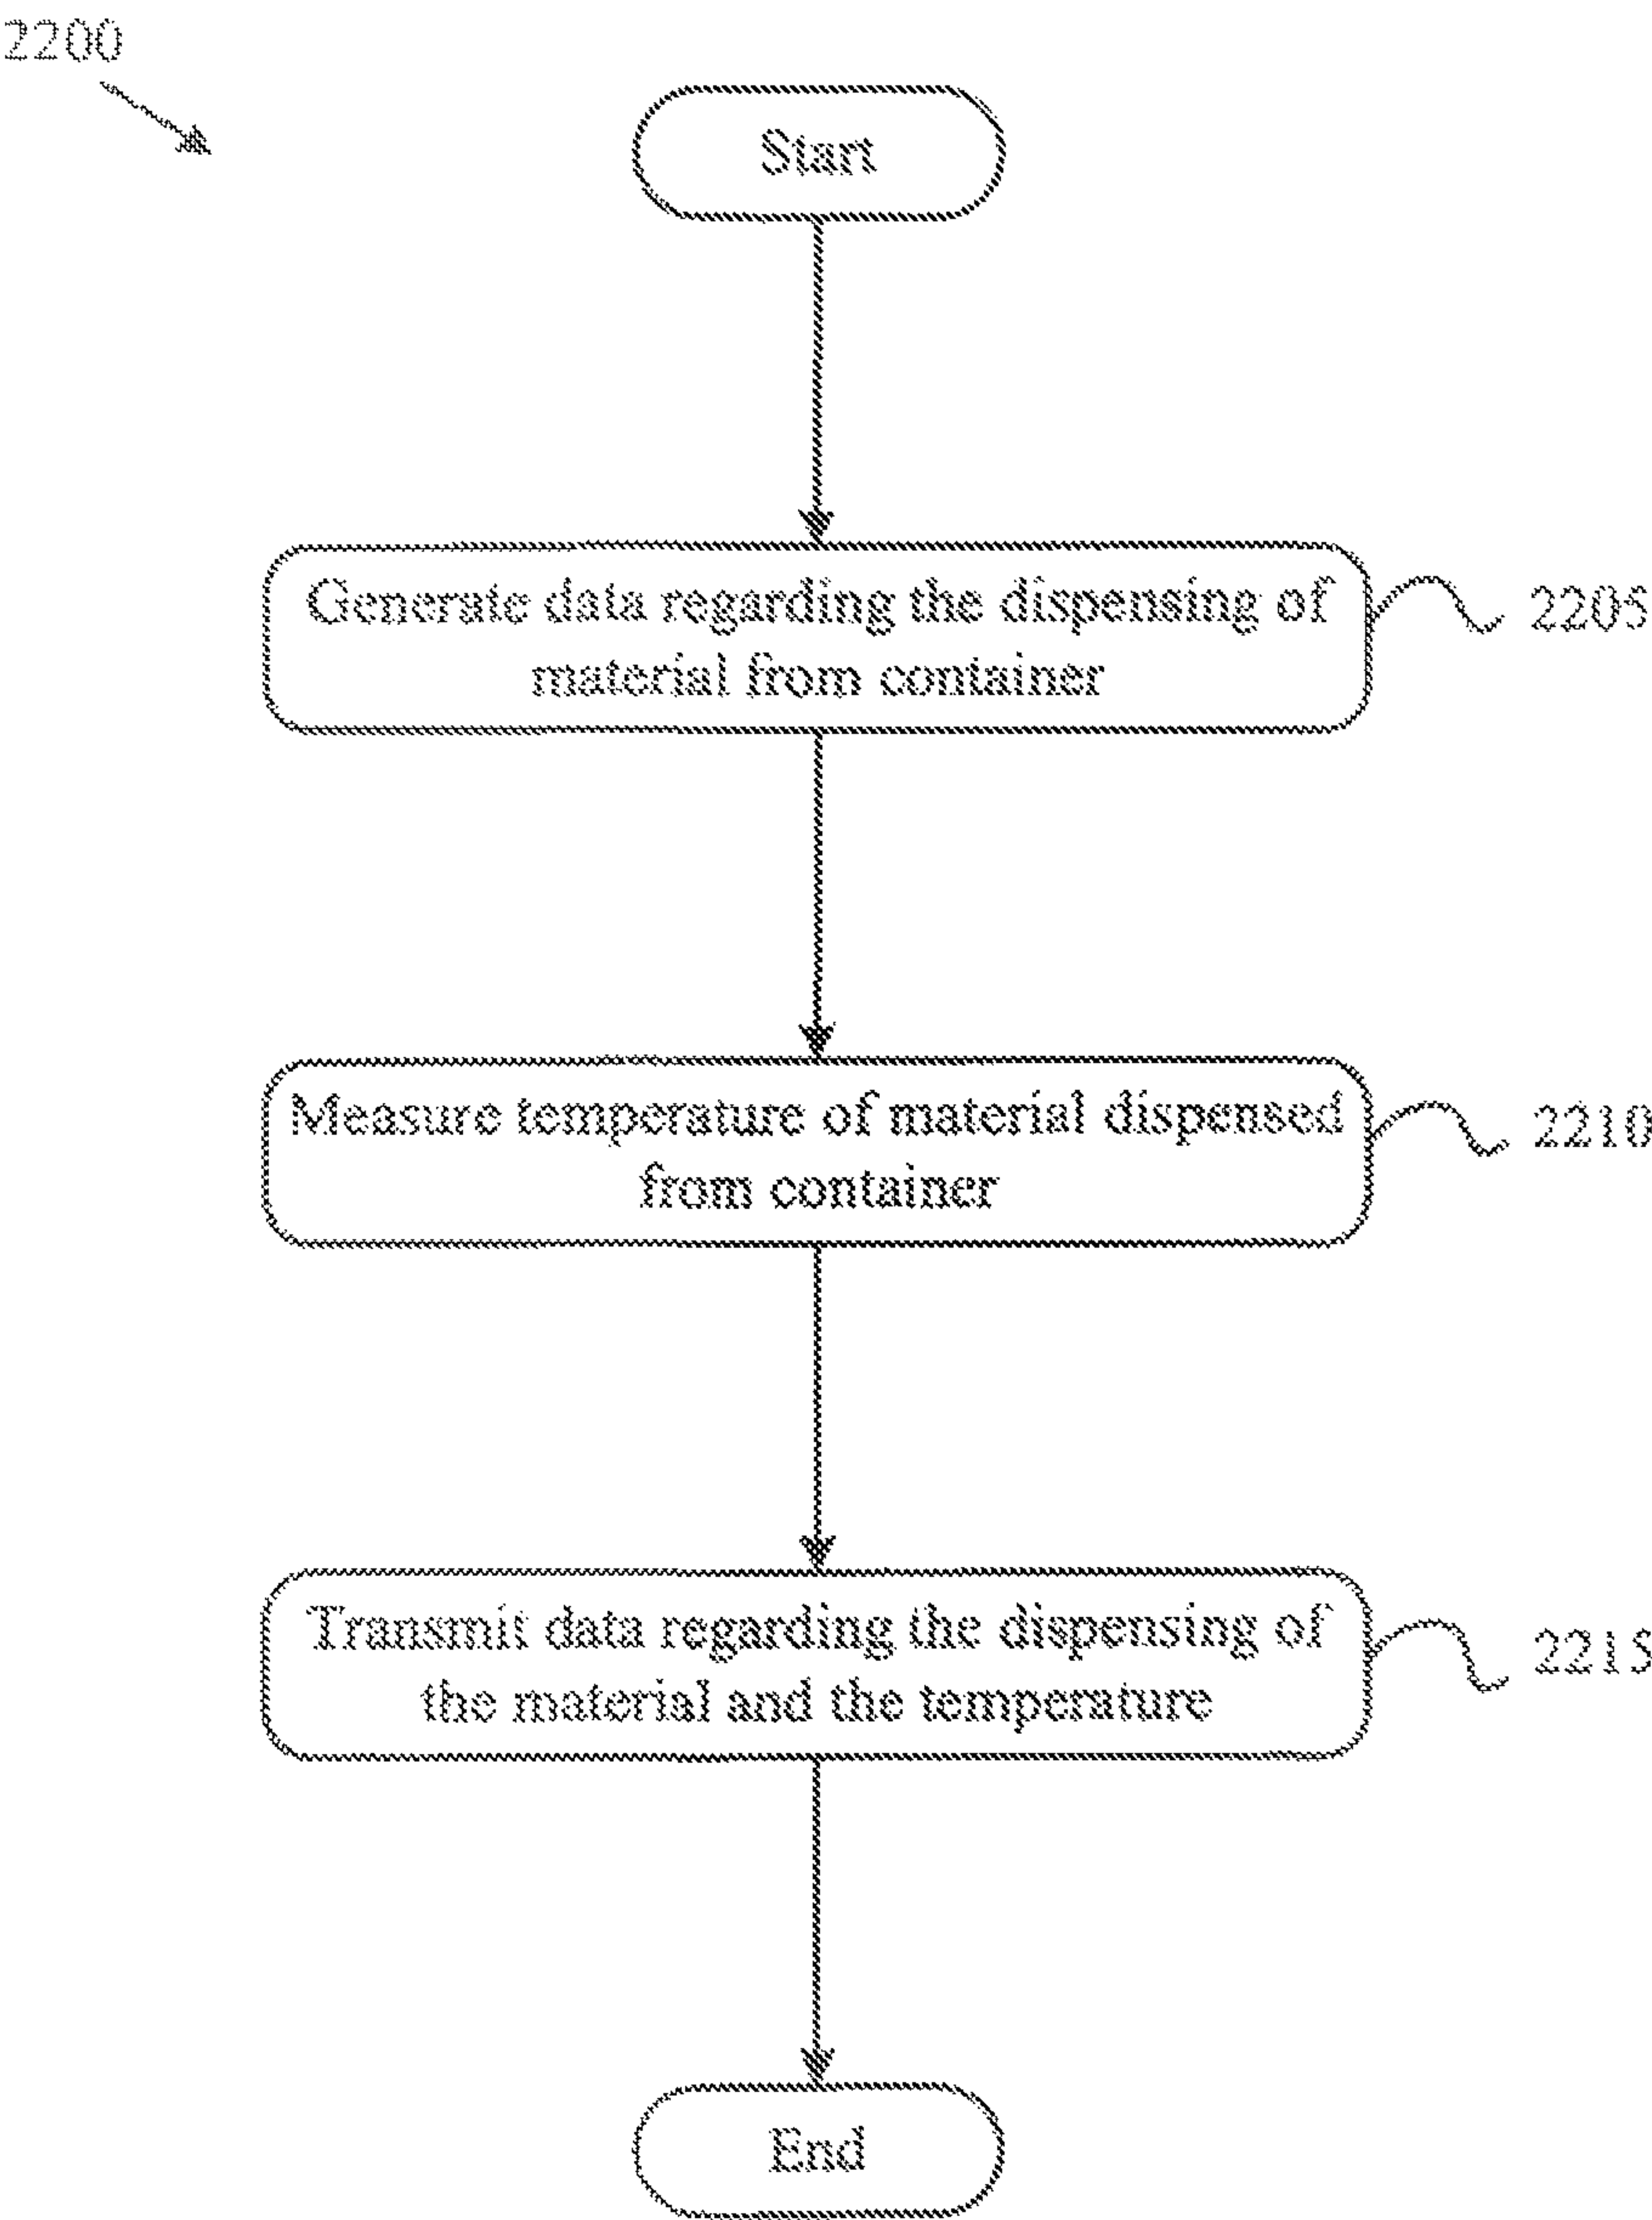 2200
Start
Generate data regarding the dispensing of
material from container
2205
Measure temperature of material dispensed
from container
2210
Transmit data regarding the dispensing of
the material and the temperature
2215
End